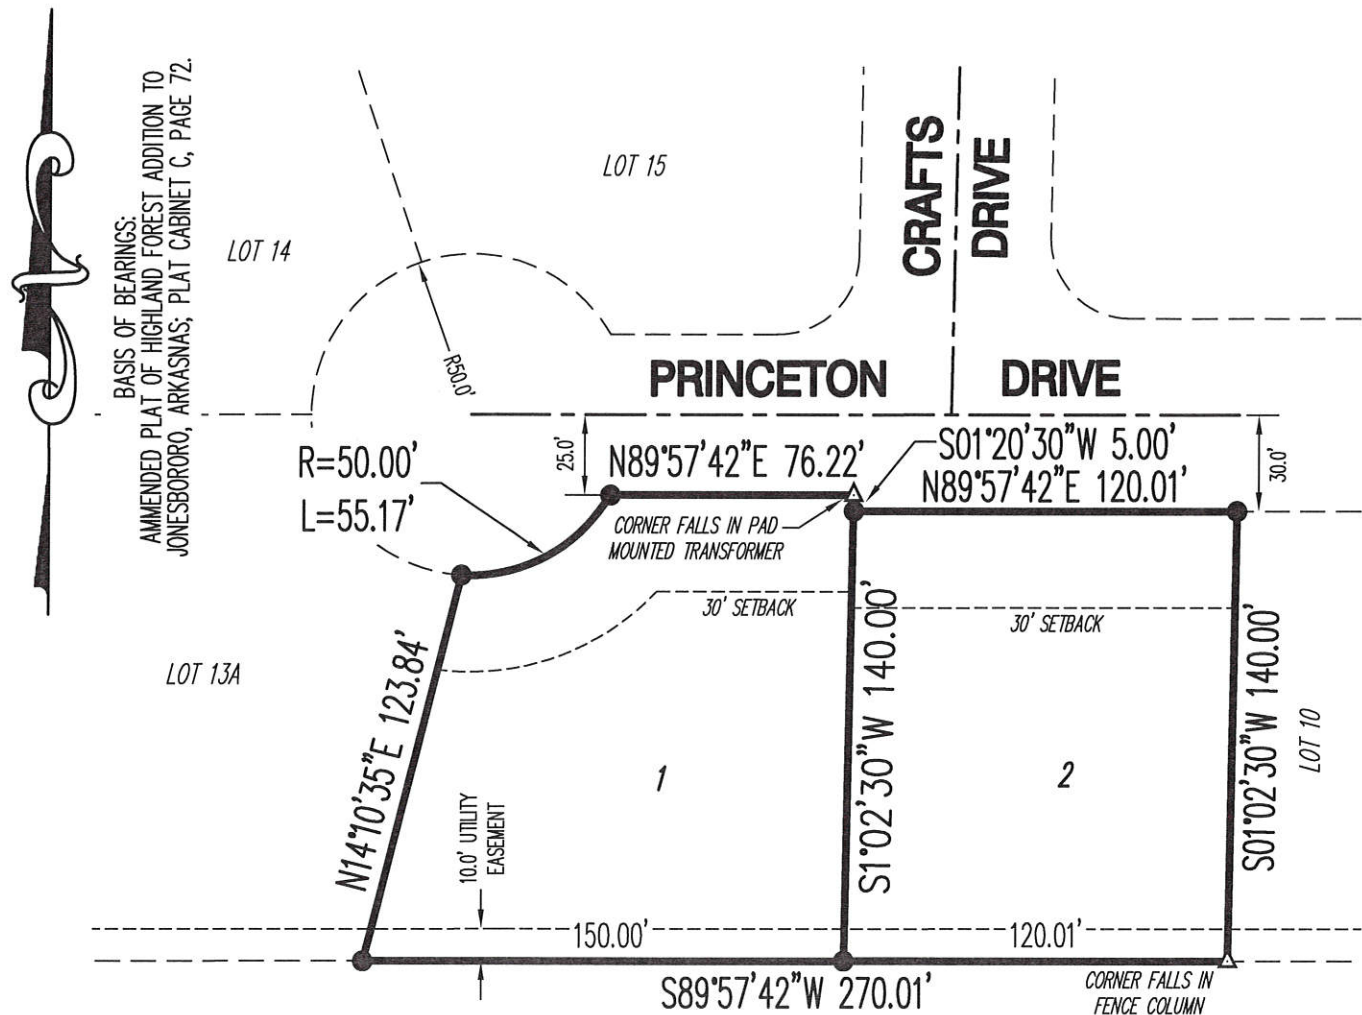 BASIS OF BEARINGS:
AMMENDED PLAT OF HIGHLAND FOREST ADDITION TO
JONESBORORO, ARKASNAS; PLAT CABINET C, PAGE 72.
LOT 15
LOT 14
CRAFTS
DRIVE
R50.0'
PRINCETON DRIVE
25.0'
30.0'
R=50.00'
L=55.17'
N89°57'42"E 76.22'
S01°20'30"W 5.00'
N89°57'42"E 120.01'
CORNER FALLS IN PAD
MOUNTED TRANSFORMER
30' SETBACK
30' SETBACK
LOT 13A
N14°10'35"E 123.84'
1
S1°02'30"W 140.00'
2
S01°02'30"W 140.00'
LOT 10
10.0' UTILITY
EASEMENT
150.00'
120.01'
S89°57'42"W 270.01'
CORNER FALLS IN
FENCE COLUMN